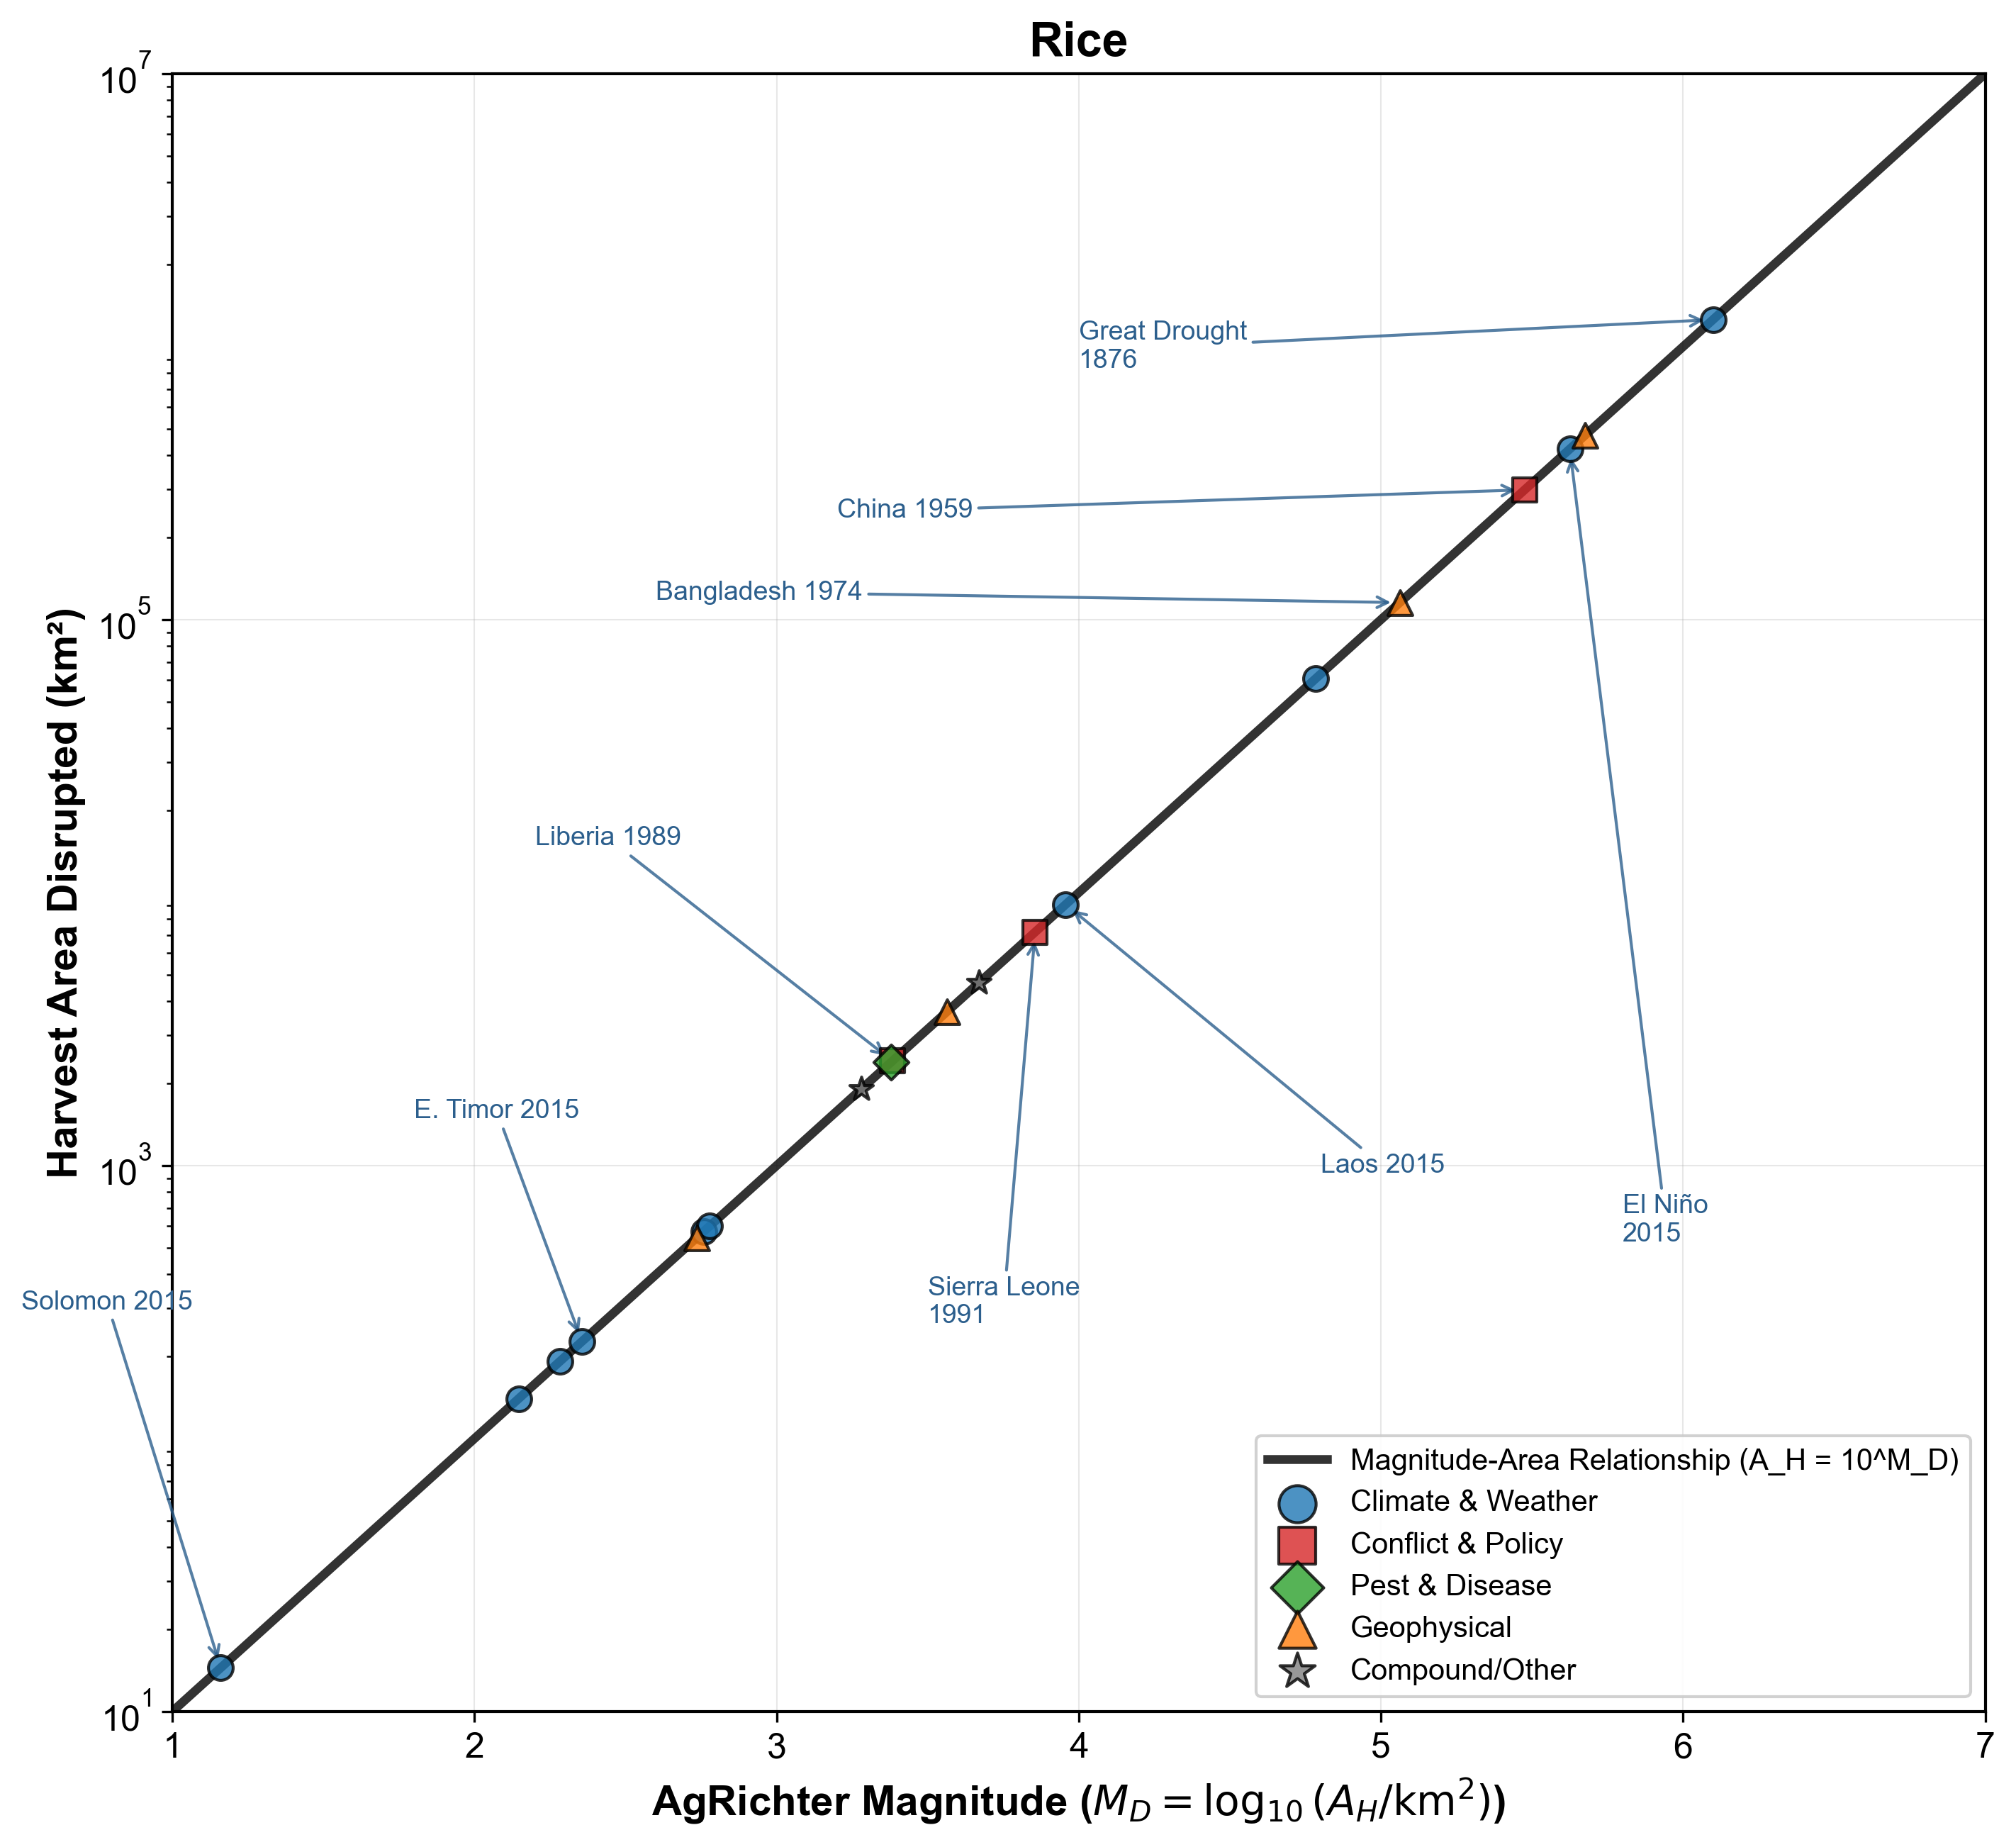 Rice
10^7
10^5
10^3
10^1
Harvest Area Disrupted (km²)
Great Drought
1876
China 1959
Bangladesh 1974
Liberia 1989
E. Timor 2015
Laos 2015
El Niño
2015
Sierra Leone
1991
Solomon 2015
Magnitude-Area Relationship (A_H = 10^M_D)
Climate & Weather
Conflict & Policy
Pest & Disease
Geophysical
Compound/Other
1 2 3 4 5 6 7
AgRichter Magnitude (M_D = log_10 (A_H/km²))